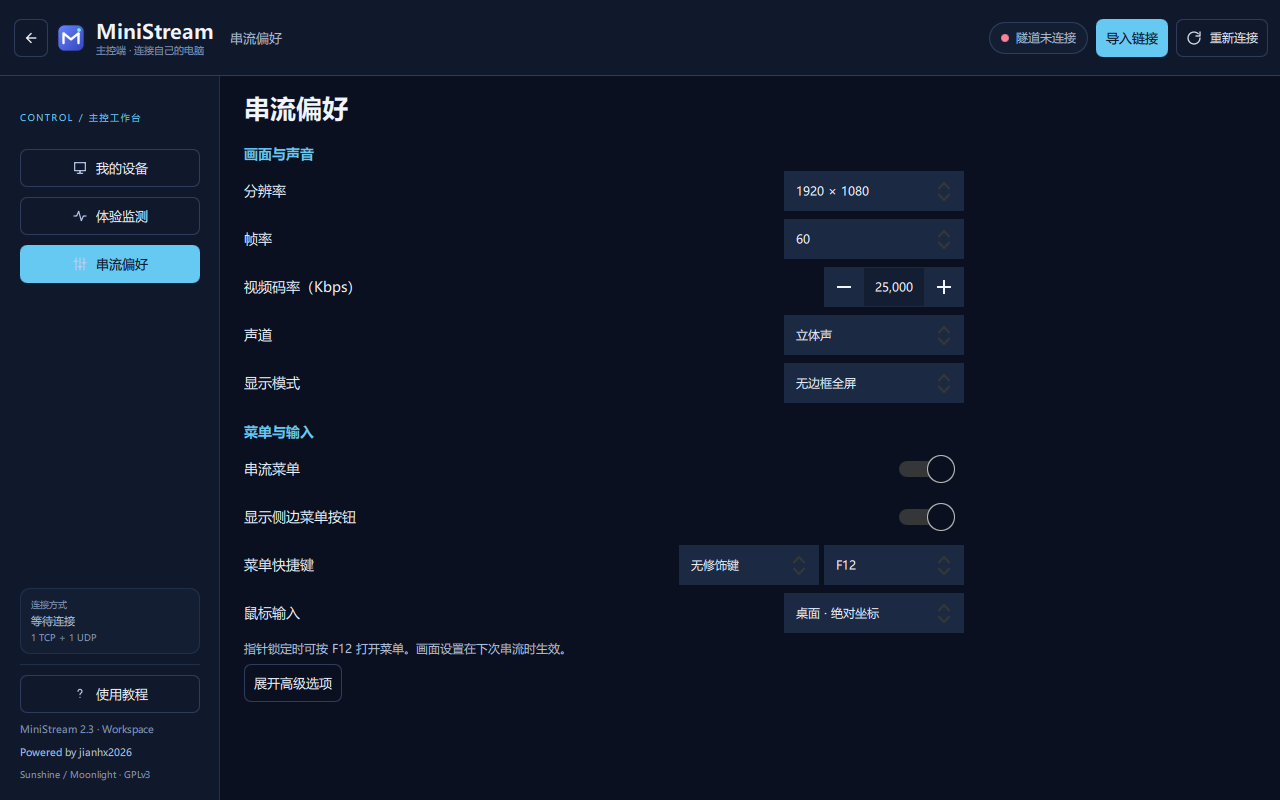 MiniStream
主控端 · 连接自己的电脑
串流偏好
隧道未连接
导入链接
重新连接
CONTROL / 主控工作台
我的设备
体验监测
串流偏好
连接方式
等待连接
1 TCP + 1 UDP
? 使用教程
MiniStream 2.3 · Workspace
Powered by jianhx2026
Sunshine / Moonlight · GPLv3
串流偏好
画面与声音
分辨率 1920 × 1080
帧率 60
视频码率（Kbps） 25,000
声道 立体声
显示模式 无边框全屏
菜单与输入
串流菜单
显示侧边菜单按钮
菜单快捷键 无修饰键 F12
鼠标输入 桌面 · 绝对坐标
指针锁定时可按 F12 打开菜单。画面设置在下次串流时生效。
展开高级选项